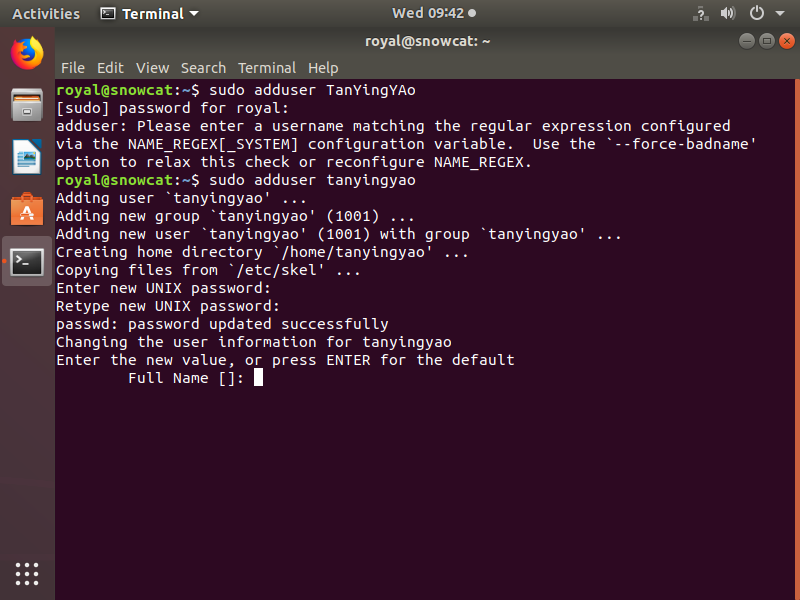 Activities Terminal Wed 09:42
royal@snowcat: ~
File Edit View Search Terminal Help
royal@snowcat:~$ sudo adduser TanYingYAo
[sudo] password for royal:
adduser: Please enter a username matching the regular expression configured
via the NAME_REGEX[_SYSTEM] configuration variable.  Use the `--force-badname'
option to relax this check or reconfigure NAME_REGEX.
royal@snowcat:~$ sudo adduser tanyingyao
Adding user `tanyingyao' ...
Adding new group `tanyingyao' (1001) ...
Adding new user `tanyingyao' (1001) with group `tanyingyao' ...
Creating home directory `/home/tanyingyao' ...
Copying files from `/etc/skel' ...
Enter new UNIX password:
Retype new UNIX password:
passwd: password updated successfully
Changing the user information for tanyingyao
Enter the new value, or press ENTER for the default
        Full Name []: